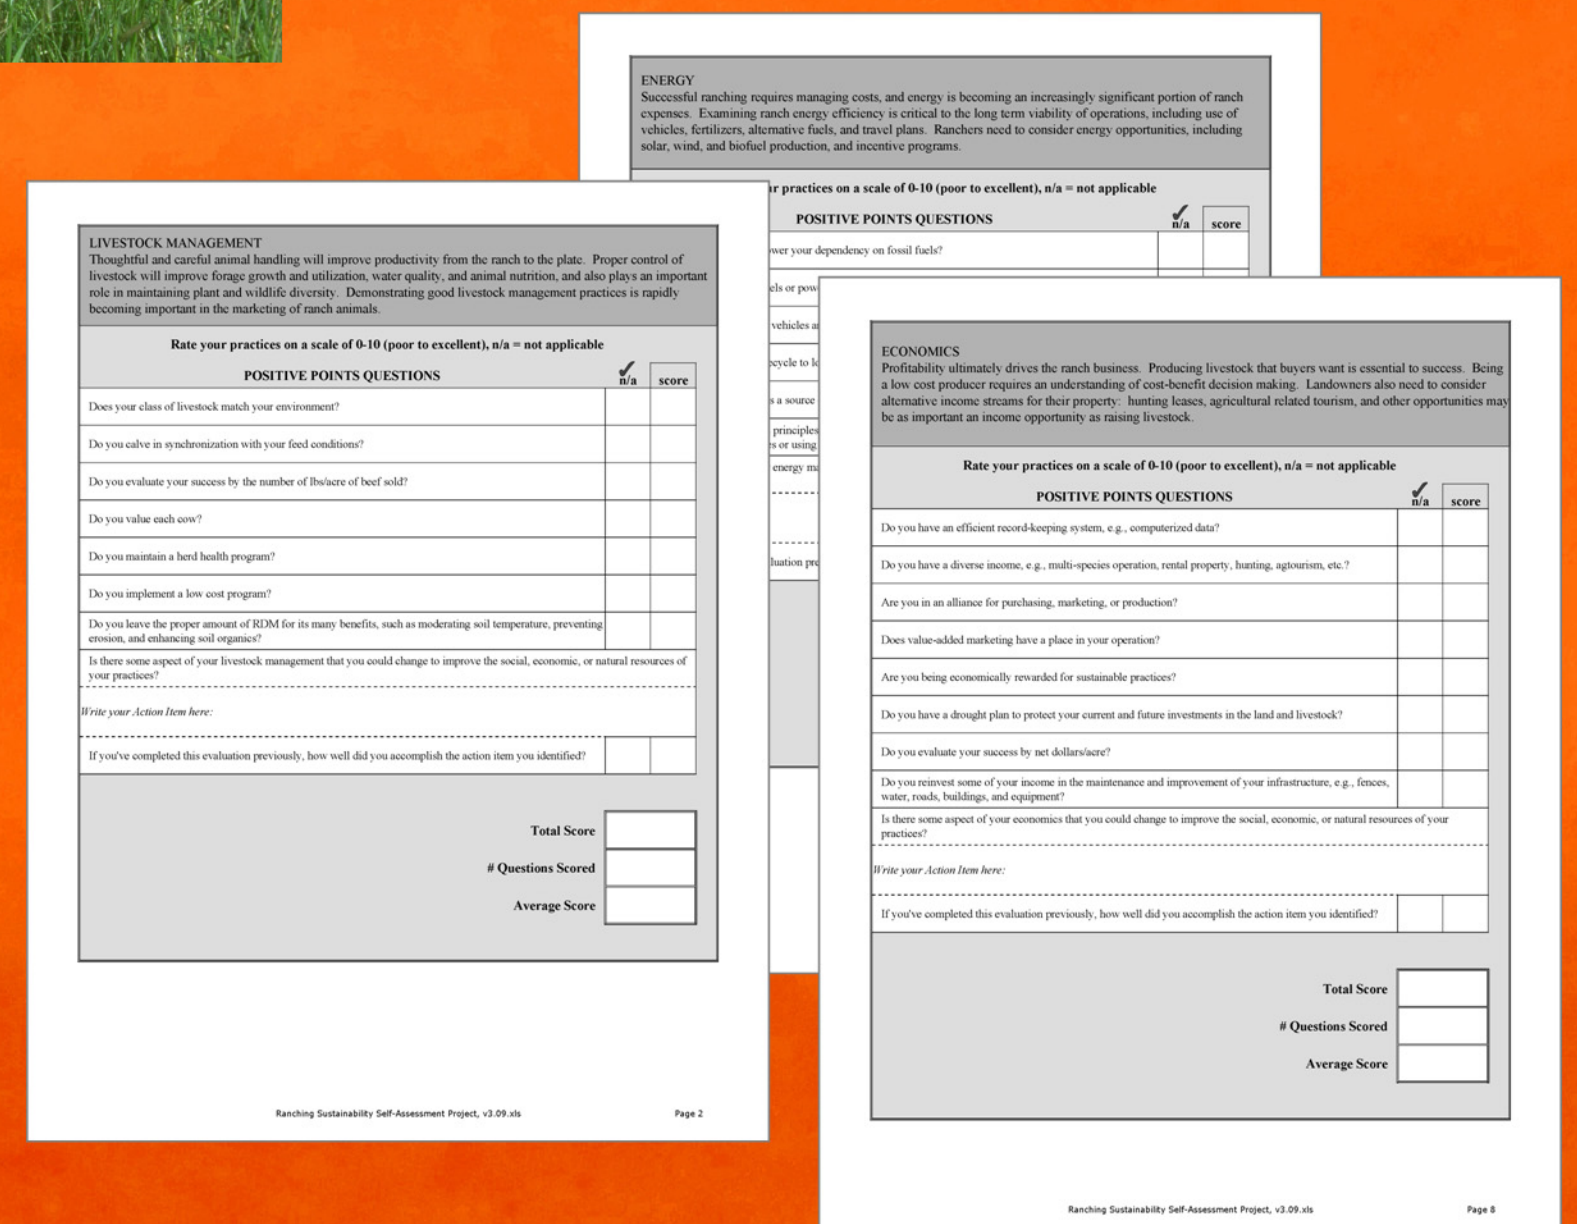 ENERGY
Successful ranching requires managing costs, and energy is becoming an increasingly significant portion of ranch
expenses. Examining ranch energy efficiency is critical to the long term viability of operations, including use of
vehicles, fertilizers, alternative fuels, and travel plans. Ranchers need to consider energy opportunities, including
solar, wind, and biofuel production, and incentive programs.
practices on a scale of 0-10 (poor to excellent), n/a = not applicable
POSITIVE POINTS QUESTIONS
✓
n/a score
your dependency on fossil fuels?
or
vehicles
to
s a source
principles
or using
energy
LIVESTOCK MANAGEMENT
Thoughtful and careful animal handling will improve productivity from the ranch to the plate. Proper control of
livestock will improve forage growth and utilization, water quality, and animal nutrition, and also plays an important
role in maintaining plant and wildlife diversity. Demonstrating good livestock management practices is rapidly
becoming important in the marketing of ranch animals.
Rate your practices on a scale of 0-10 (poor to excellent), n/a = not applicable
POSITIVE POINTS QUESTIONS
✓
n/a score
Does your class of livestock match your environment?
Do you calve in synchronization with your feed conditions?
Do you evaluate your success by the number of lbs/acre of beef sold?
Do you value each cow?
Do you maintain a herd health program?
Do you implement a low cost program?
Do you leave the proper amount of RDM for its many benefits, such as moderating soil temperature, preventing
erosion, and enhancing soil organics?
Is there some aspect of your livestock management that you could change to improve the social, economic, or natural resources of
your practices?
Write your Action Item here:
If you've completed this evaluation previously, how well did you accomplish the action item you identified?
Total Score
# Questions Scored
Average Score
Ranching Sustainability Self-Assessment Project, v3.09.xls Page 2
ECONOMICS
Profitability ultimately drives the ranch business. Producing livestock that buyers want is essential to success. Being
a low cost producer requires an understanding of cost-benefit decision making. Landowners also need to consider
alternative income streams for their property: hunting leases, agricultural related tourism, and other opportunities may
be as important an income opportunity as raising livestock.
Rate your practices on a scale of 0-10 (poor to excellent), n/a = not applicable
POSITIVE POINTS QUESTIONS
✓
n/a score
Do you have an efficient record-keeping system, e.g., computerized data?
Do you have a diverse income, e.g., multi-species operation, rental property, hunting, agtourism, etc.?
Are you in an alliance for purchasing, marketing, or production?
Does value-added marketing have a place in your operation?
Are you being economically rewarded for sustainable practices?
Do you have a drought plan to protect your current and future investments in the land and livestock?
Do you evaluate your success by net dollars/acre?
Do you reinvest some of your income in the maintenance and improvement of your infrastructure, e.g., fences,
water, roads, buildings, and equipment?
Is there some aspect of your economics that you could change to improve the social, economic, or natural resources of your
practices?
Write your Action Item here:
If you've completed this evaluation previously, how well did you accomplish the action item you identified?
Total Score
# Questions Scored
Average Score
Ranching Sustainability Self-Assessment Project, v3.09.xls Page 8